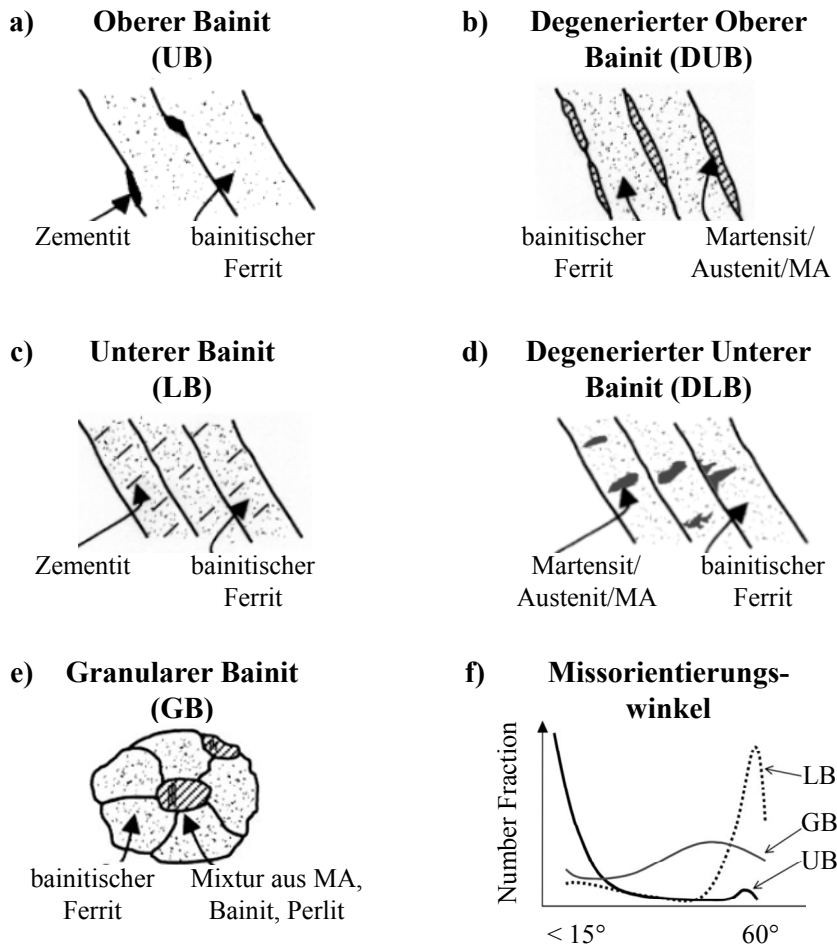 a) Oberer Bainit
(UB)
Zementit
bainitischer
Ferrit
b) Degenerierter Oberer
Bainit (DUB)
bainitischer
Ferrit
Martensit/
Austenit/MA
c) Unterer Bainit
(LB)
Zementit
bainitischer
Ferrit
d) Degenerierter Unterer
Bainit (DLB)
Martensit/
Austenit/MA
bainitischer
Ferrit
e) Granularer Bainit
(GB)
bainitischer
Ferrit
Mixtur aus MA,
Bainit, Perlit
f) Missorientierungs-
winkel
Number Fraction
LB
GB
UB
< 15°
60°